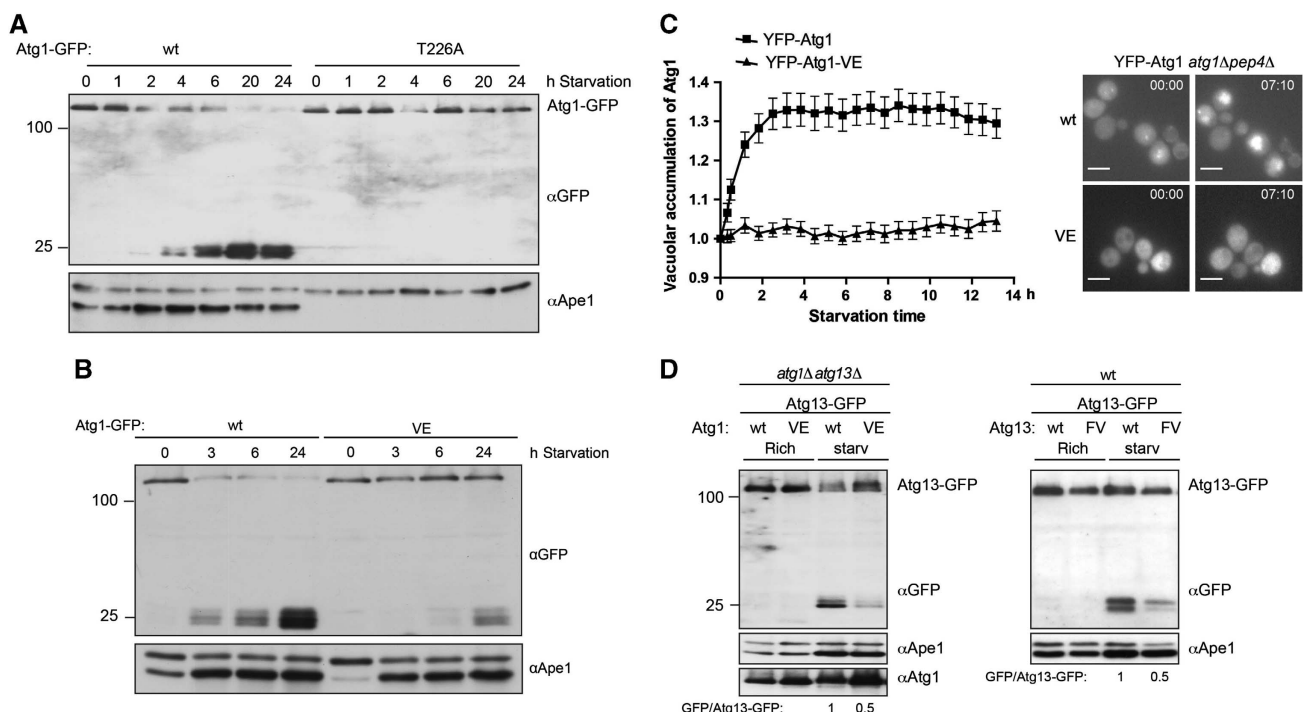 A
Atg1-GFP: wt T226A
0 1 2 4 6 20 24 0 1 2 4 6 20 24 h Starvation
Atg1-GFP
100
αGFP
25
αApe1
B
Atg1-GFP: wt VE
0 3 6 24 0 3 6 24 h Starvation
100
αGFP
25
αApe1
C
YFP-Atg1
YFP-Atg1-VE
Vacuolar accumulation of Atg1
1.4
1.3
1.2
1.1
1.0
0.9
0 2 4 6 8 10 12 14 h
Starvation time
YFP-Atg1 atg1Δpep4Δ
wt 00:00 07:10
VE 00:00 07:10
D
atg1Δ atg13Δ
Atg13-GFP
Atg1: wt VE wt VE
Rich starv
Atg13-GFP
100
αGFP
25
αApe1
αAtg1
GFP/Atg13-GFP: 1 0.5
wt
Atg13-GFP
Atg13: wt FV wt FV
Rich starv
Atg13-GFP
αGFP
αApe1
GFP/Atg13-GFP: 1 0.5